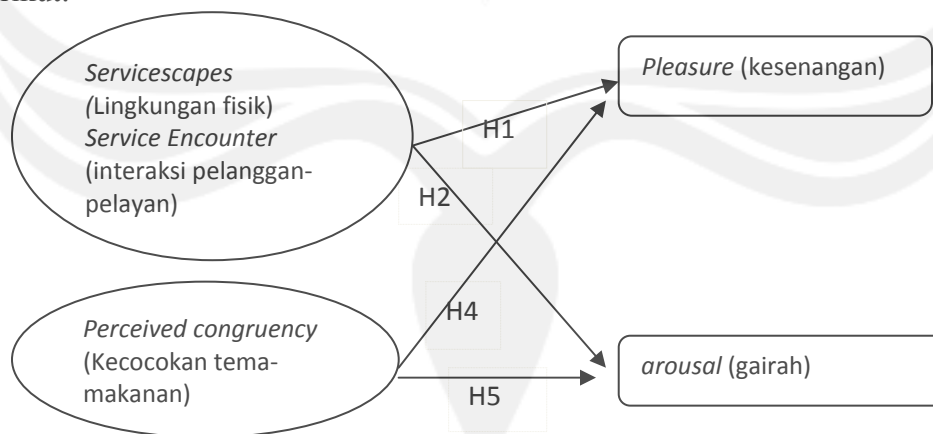 Servicescapes
(Lingkungan fisik)
Service Encounter
(interaksi pelanggan-
pelayan)
Pleasure (kesenangan)
H1
H2
H4
Perceived congruency
(Kecocokan tema-
makanan)
arousal (gairah)
H5